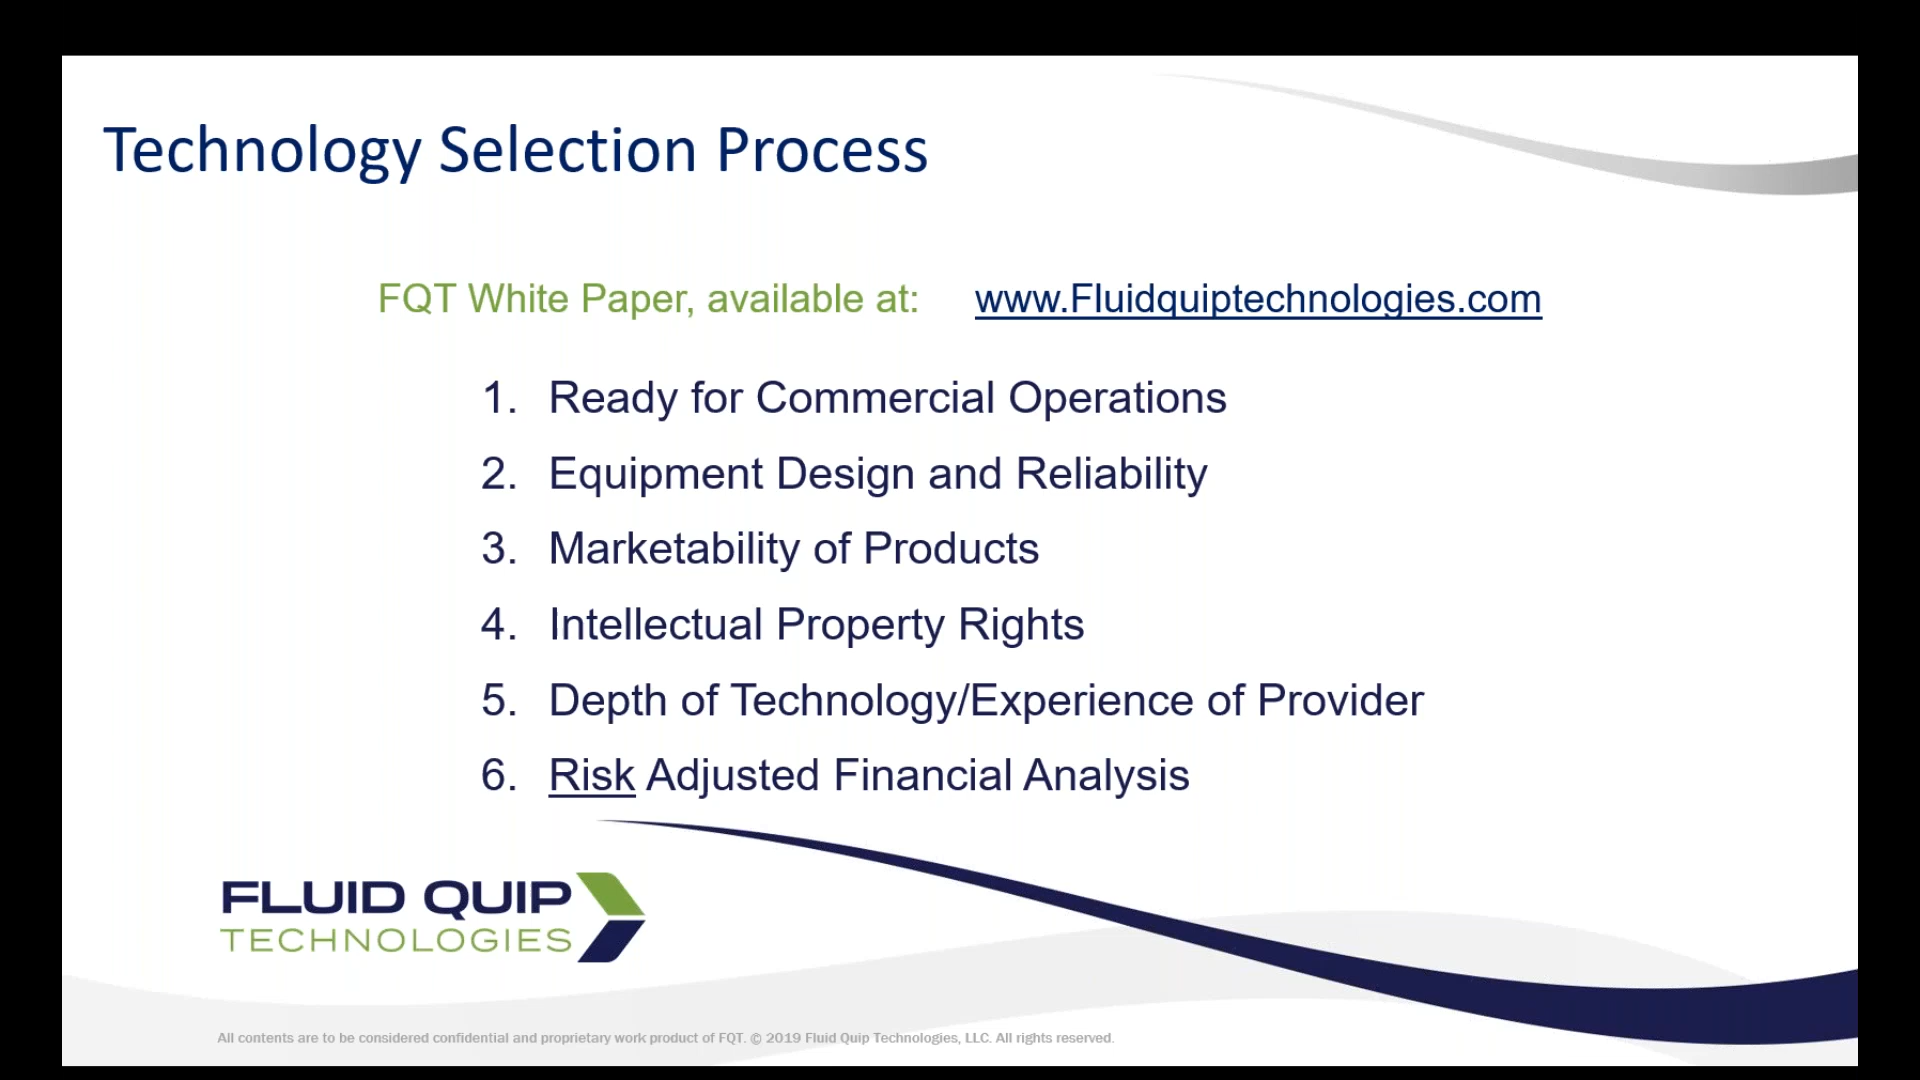 Technology Selection Process
FQT White Paper, available at: www.Fluidquiptechnologies.com
1. Ready for Commercial Operations
2. Equipment Design and Reliability
3. Marketability of Products
4. Intellectual Property Rights
5. Depth of Technology/Experience of Provider
6. Risk Adjusted Financial Analysis
FLUID QUIP
TECHNOLOGIES
All contents are to be considered confidential and proprietary work product of FQT. © 2019 Fluid Quip Technologies, LLC. All rights reserved.